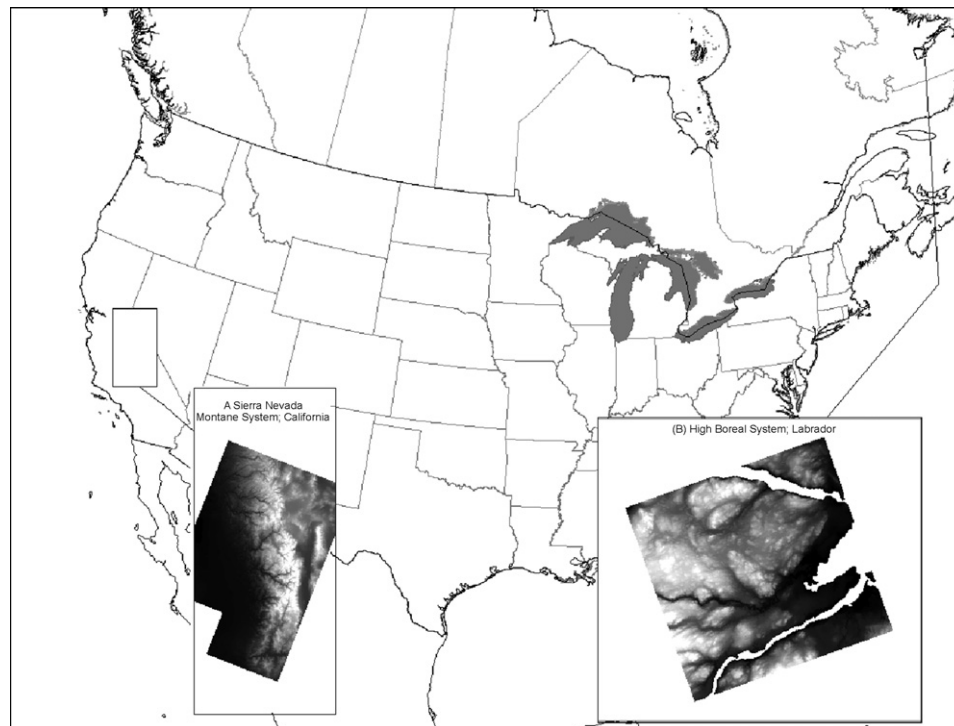 A Sierra Nevada
Montane System; California
(B) High Boreal System; Labrador